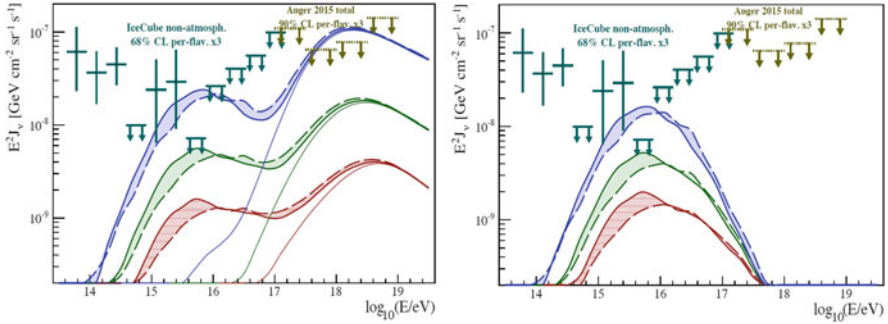 Auger 2015 total
90% CL per-flav. x3
IceCube non-atmosph.
68% CL per-flav. x3
E²Jᵥ [GeV cm⁻² sr⁻¹ s⁻¹]
10⁻⁷
10⁻⁸
10⁻⁹
14 15 16 17 18 19
log₁₀(E/eV)
Auger 2015 total
90% CL per-flav. x3
IceCube non-atmosph.
68% CL per-flav. x3
E²Jᵥ [GeV cm⁻² sr⁻¹ s⁻¹]
10⁻⁷
10⁻⁸
10⁻⁹
14 15 16 17 18 19
log₁₀(E/eV)